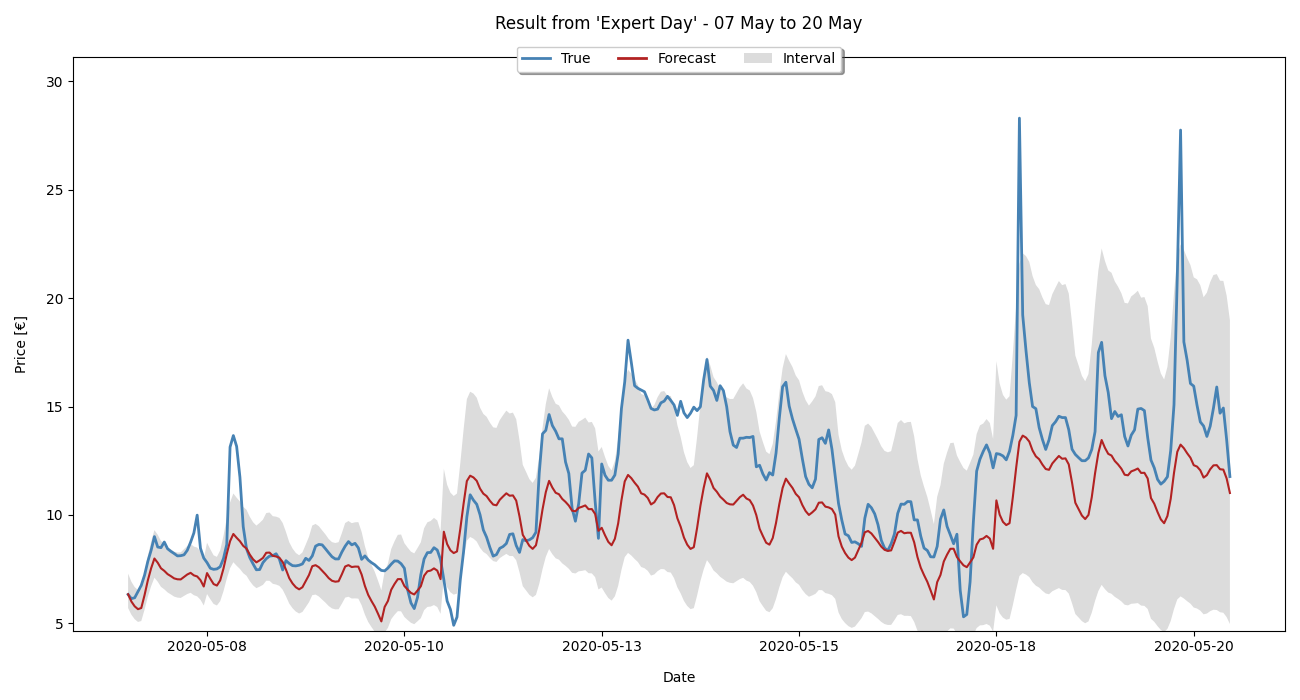 Result from 'Expert Day' - 07 May to 20 May
True Forecast Interval
30
25
20
15
10
5
Price [€]
2020-05-08 2020-05-10 2020-05-13 2020-05-15 2020-05-18 2020-05-20
Date